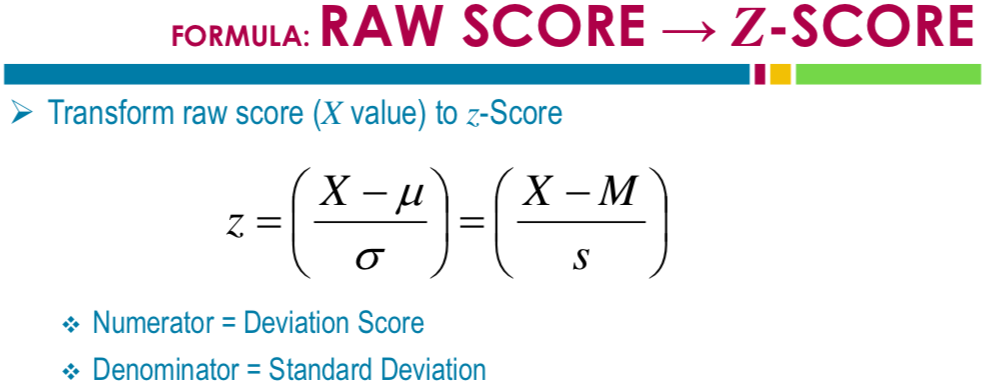 FORMULA: RAW SCORE → Z-SCORE
➢ Transform raw score (X value) to z-Score
z = ( (X − μ) / σ ) = ( (X − M) / s )
❖ Numerator = Deviation Score
❖ Denominator = Standard Deviation